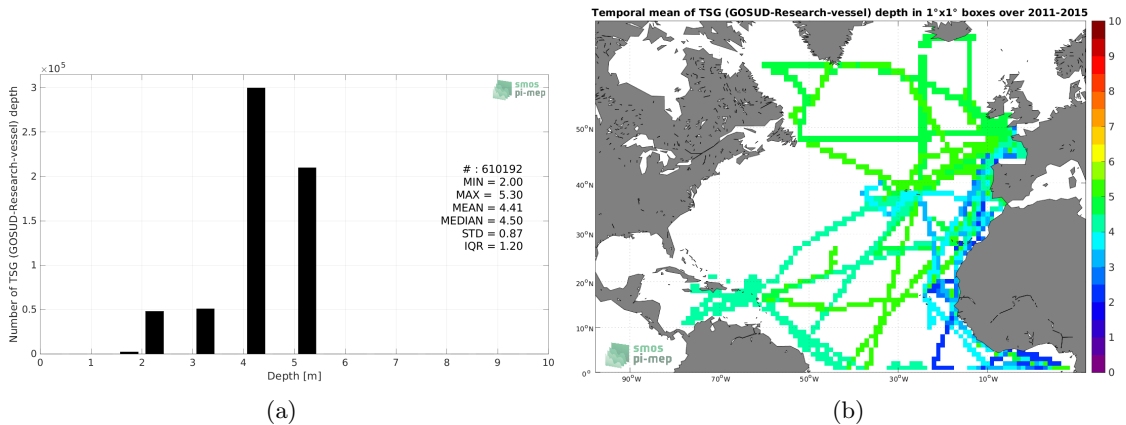 ×10⁵
3
2.5
2
1.5
1
0.5
0
Number of TSG (GOSUD-Research-vessel) depth
0 1 2 3 4 5 6 7 8 9 10
Depth [m]
smos
pi-mep
# : 610192
MIN = 2.00
MAX = 5.30
MEAN = 4.41
MEDIAN = 4.50
STD = 0.87
IQR = 1.20
(a)
Temporal mean of TSG (GOSUD-Research-vessel) depth in 1°x1° boxes over 2011-2015
50°N
40°N
30°N
20°N
10°N
0°
90°W 70°W 50°W 30°W 10°W
smos
pi-mep
10
9
8
7
6
5
4
3
2
1
0
(b)